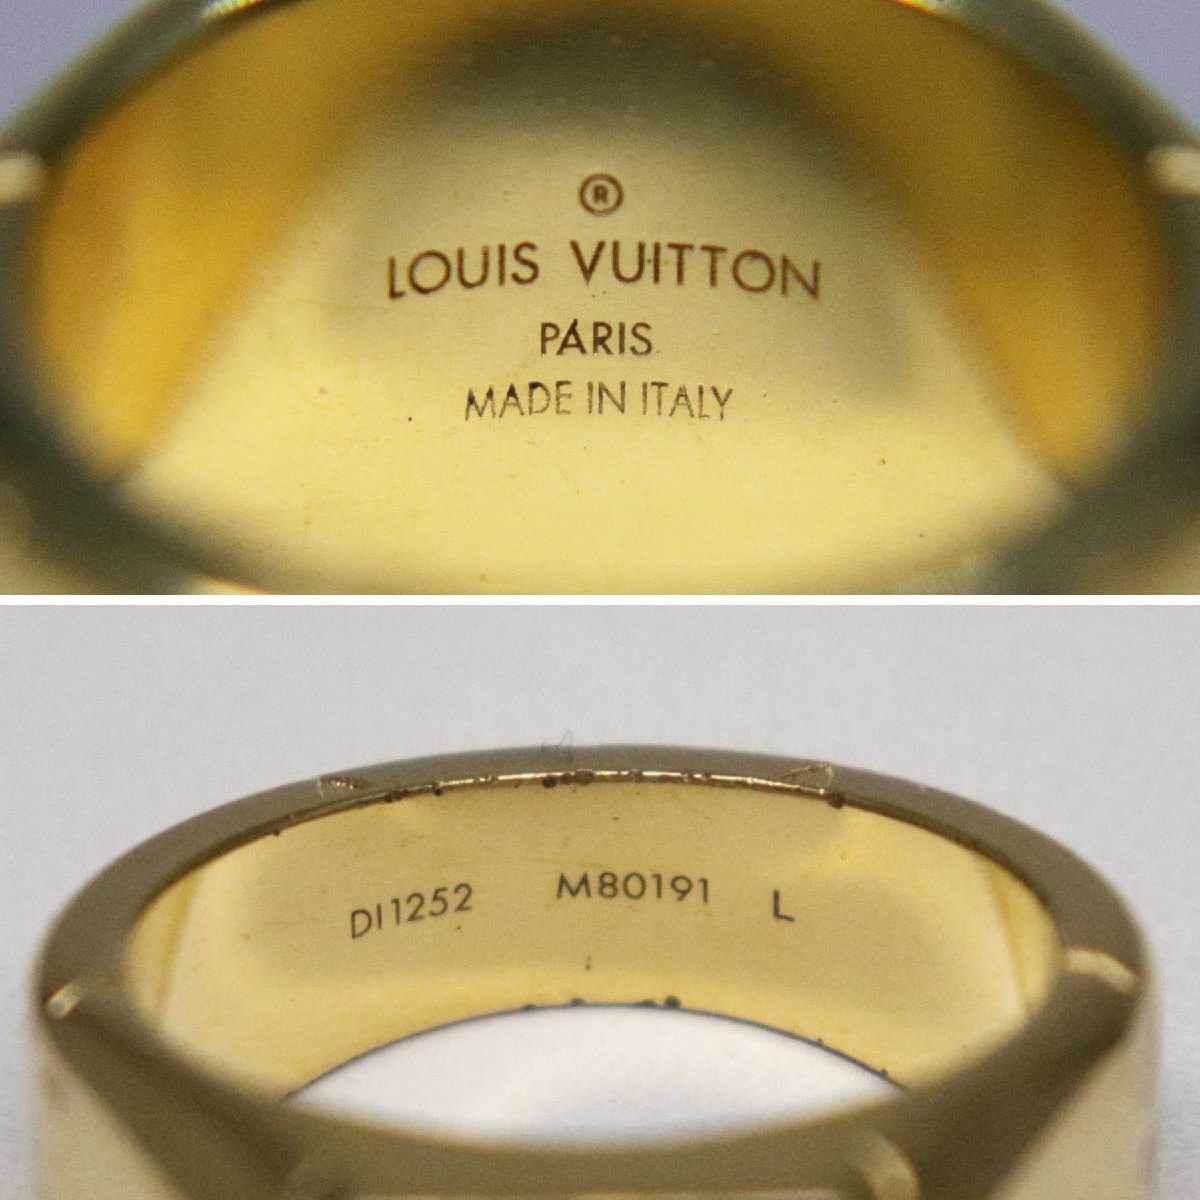 ®
LOUIS VUITTON
PARIS
MADE IN ITALY
DI1252 M80191 L